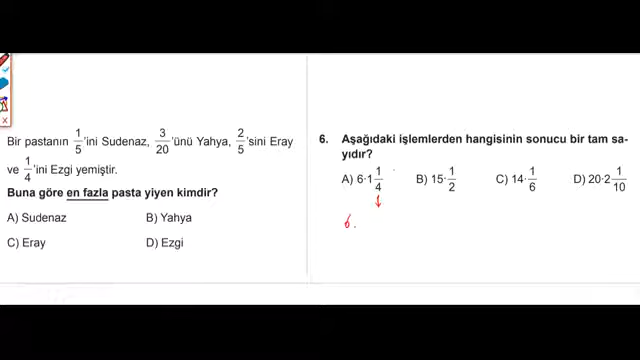 Bir pastanın 1/5 'ini Sudenaz, 3/20 'ünü Yahya, 2/5 'sini Eray
ve 1/4 'ini Ezgi yemiştir.
Buna göre en fazla pasta yiyen kimdir?
A) Sudenaz B) Yahya
C) Eray D) Ezgi
6. Aşağıdaki işlemlerden hangisinin sonucu bir tam sa-
yıdır?
A) 6·1 1/4 B) 15·1/2 C) 14·1/6 D) 20·2 1/10
6.